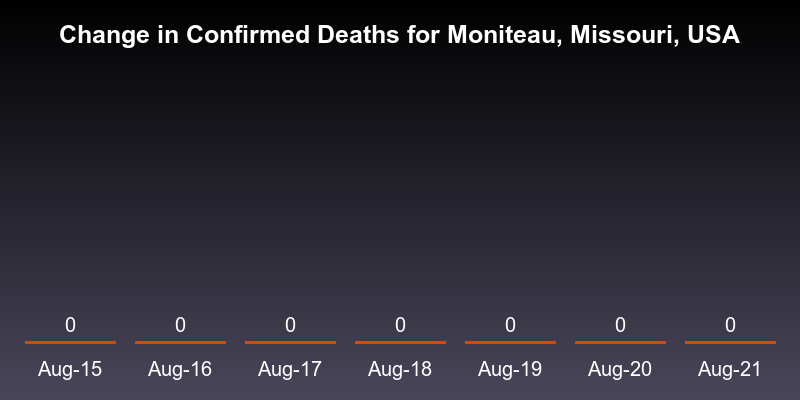 Change in Confirmed Deaths for Moniteau, Missouri, USA
0 0 0 0 0 0 0
Aug-15 Aug-16 Aug-17 Aug-18 Aug-19 Aug-20 Aug-21